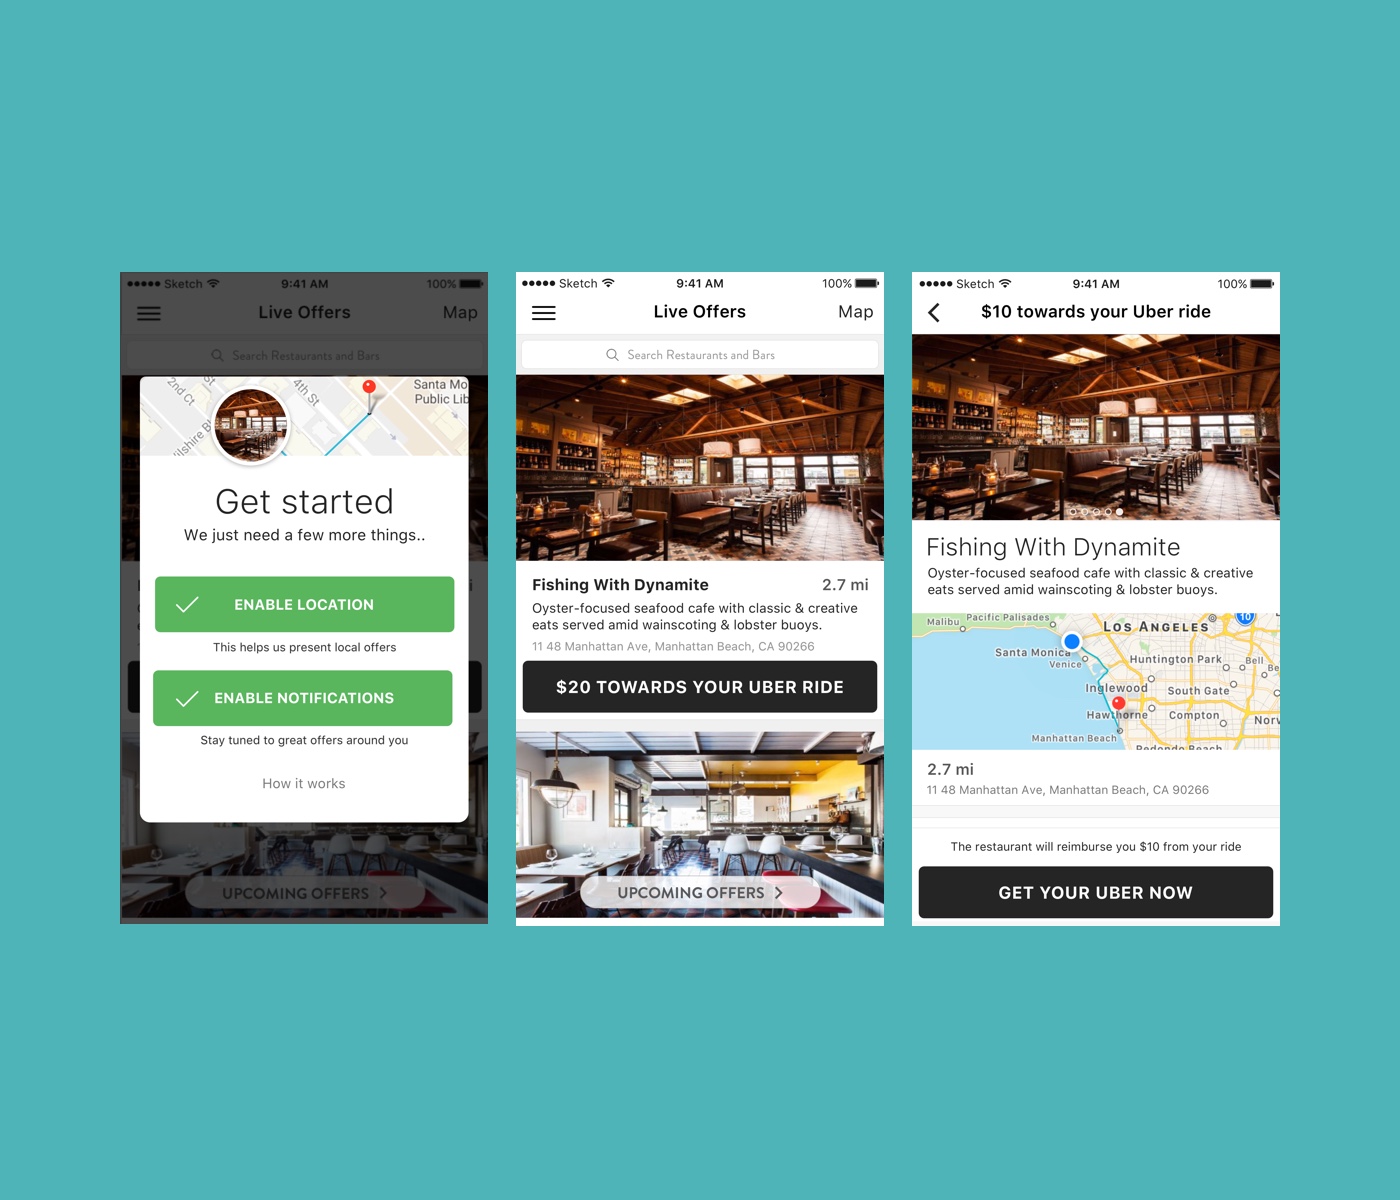 Sketch 9:41 AM 100%
Live Offers Map
Search Restaurants and Bars
2nd Ct
St
4th St
Santa Mo
Public Lib
ilshire Bl
Get started
We just need a few more things..
ENABLE LOCATION
This helps us present local offers
ENABLE NOTIFICATIONS
Stay tuned to great offers around you
How it works
UPCOMING OFFERS
Sketch 9:41 AM 100%
Live Offers Map
Search Restaurants and Bars
Fishing With Dynamite 2.7 mi
Oyster-focused seafood cafe with classic & creative
eats served amid wainscoting & lobster buoys.
11 48 Manhattan Ave, Manhattan Beach, CA 90266
$20 TOWARDS YOUR UBER RIDE
UPCOMING OFFERS
Sketch 9:41 AM 100%
$10 towards your Uber ride
Fishing With Dynamite
Oyster-focused seafood cafe with classic & creative
eats served amid wainscoting & lobster buoys.
Malibu
Pacific Palisades
LOS ANGELES
10
Santa Monica
Venice
Huntington Park
Bell
Inglewood
South Gate
Hawthorne
Compton
Norw
Manhattan Beach
Redondo Beach
2.7 mi
11 48 Manhattan Ave, Manhattan Beach, CA 90266
The restaurant will reimburse you $10 from your ride
GET YOUR UBER NOW